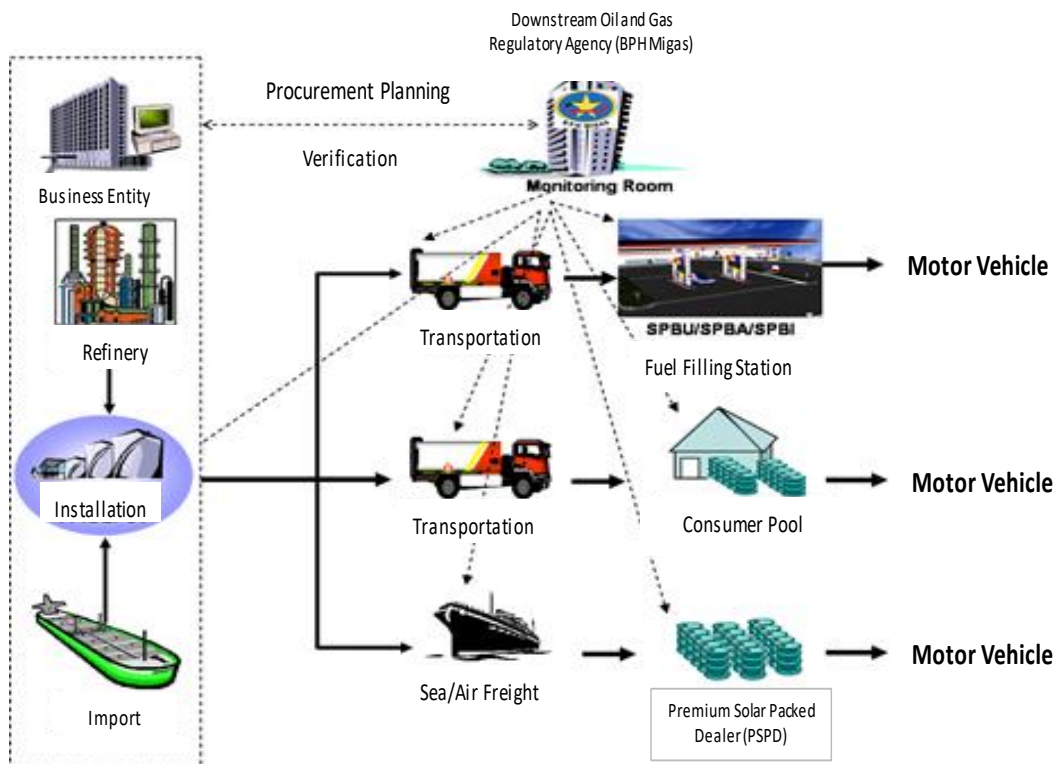 Downstream Oil and Gas
Regulatory Agency (BPH Migas)
Procurement Planning
Verification
Monitoring Room
Business Entity
Refinery
Installation
Import
Transportation
SPBU/SPBA/SPBI
Fuel Filling Station
Motor Vehicle
Transportation
Consumer Pool
Motor Vehicle
Sea/Air Freight
Premium Solar Packed
Dealer (PSPD)
Motor Vehicle